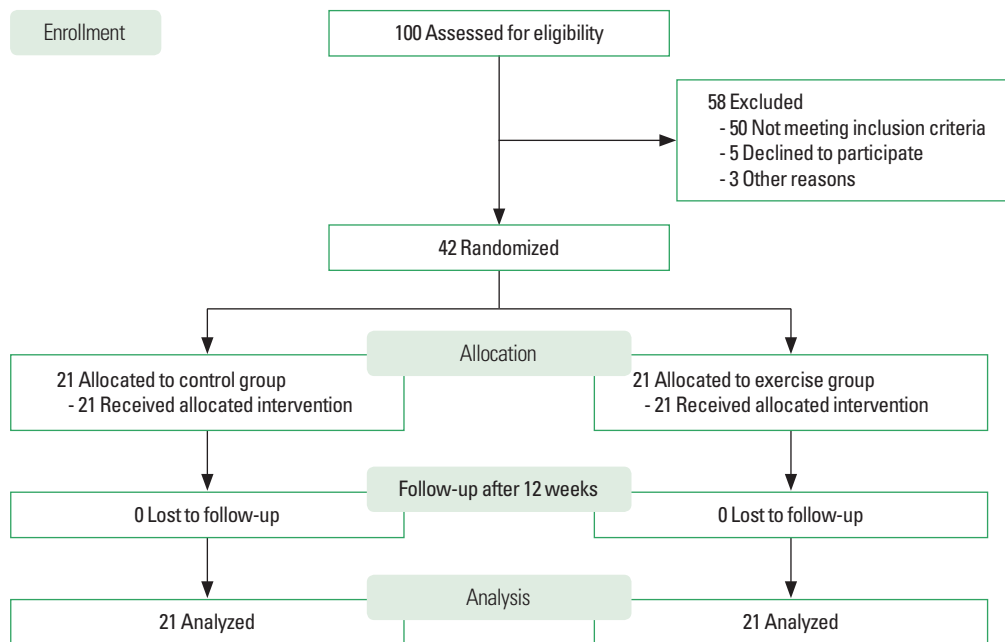 Enrollment
100 Assessed for eligibility
58 Excluded
- 50 Not meeting inclusion criteria
- 5 Declined to participate
- 3 Other reasons
42 Randomized
Allocation
21 Allocated to control group
- 21 Received allocated intervention
21 Allocated to exercise group
- 21 Received allocated intervention
Follow-up after 12 weeks
0 Lost to follow-up
0 Lost to follow-up
Analysis
21 Analyzed
21 Analyzed